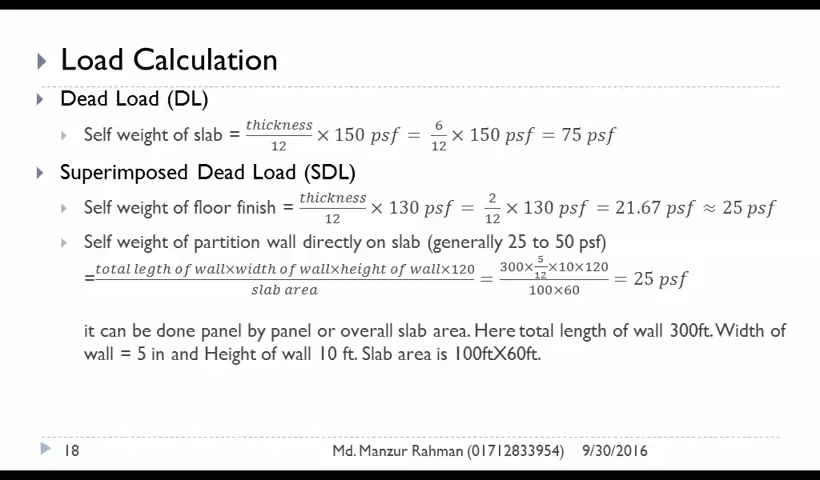 Load Calculation
Dead Load (DL)
Self weight of slab = thickness/12 × 150 psf = 6/12 × 150 psf = 75 psf
Superimposed Dead Load (SDL)
Self weight of floor finish = thickness/12 × 130 psf = 2/12 × 130 psf = 21.67 psf ≈ 25 psf
Self weight of partition wall directly on slab (generally 25 to 50 psf)
= total legth of wall×width of wall×height of wall×120/slab area = 300×5/12×10×120/100×60 = 25 psf
it can be done panel by panel or overall slab area. Here total length of wall 300ft. Width of
wall = 5 in and Height of wall 10 ft. Slab area is 100ftX60ft.
18 Md. Manzur Rahman (01712833954) 9/30/2016